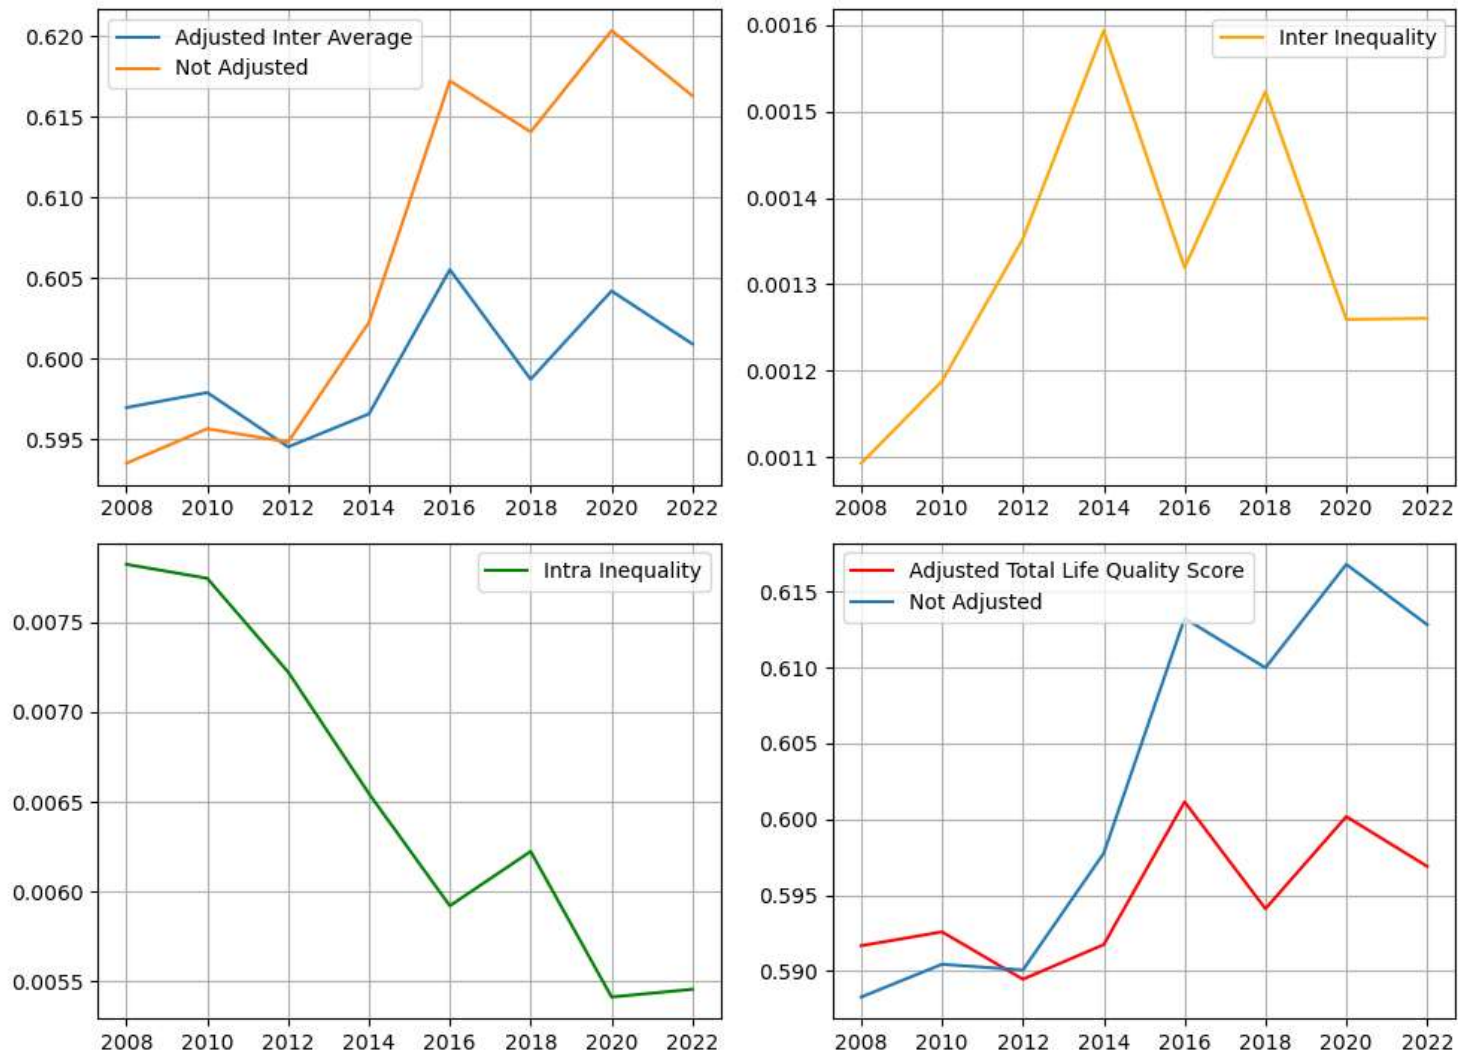 Adjusted Inter Average
Not Adjusted
0.620
0.615
0.610
0.605
0.600
0.595
2008 2010 2012 2014 2016 2018 2020 2022
Inter Inequality
0.0016
0.0015
0.0014
0.0013
0.0012
0.0011
2008 2010 2012 2014 2016 2018 2020 2022
Intra Inequality
0.0075
0.0070
0.0065
0.0060
0.0055
2008 2010 2012 2014 2016 2018 2020 2022
Adjusted Total Life Quality Score
Not Adjusted
0.615
0.610
0.605
0.600
0.595
0.590
2008 2010 2012 2014 2016 2018 2020 2022